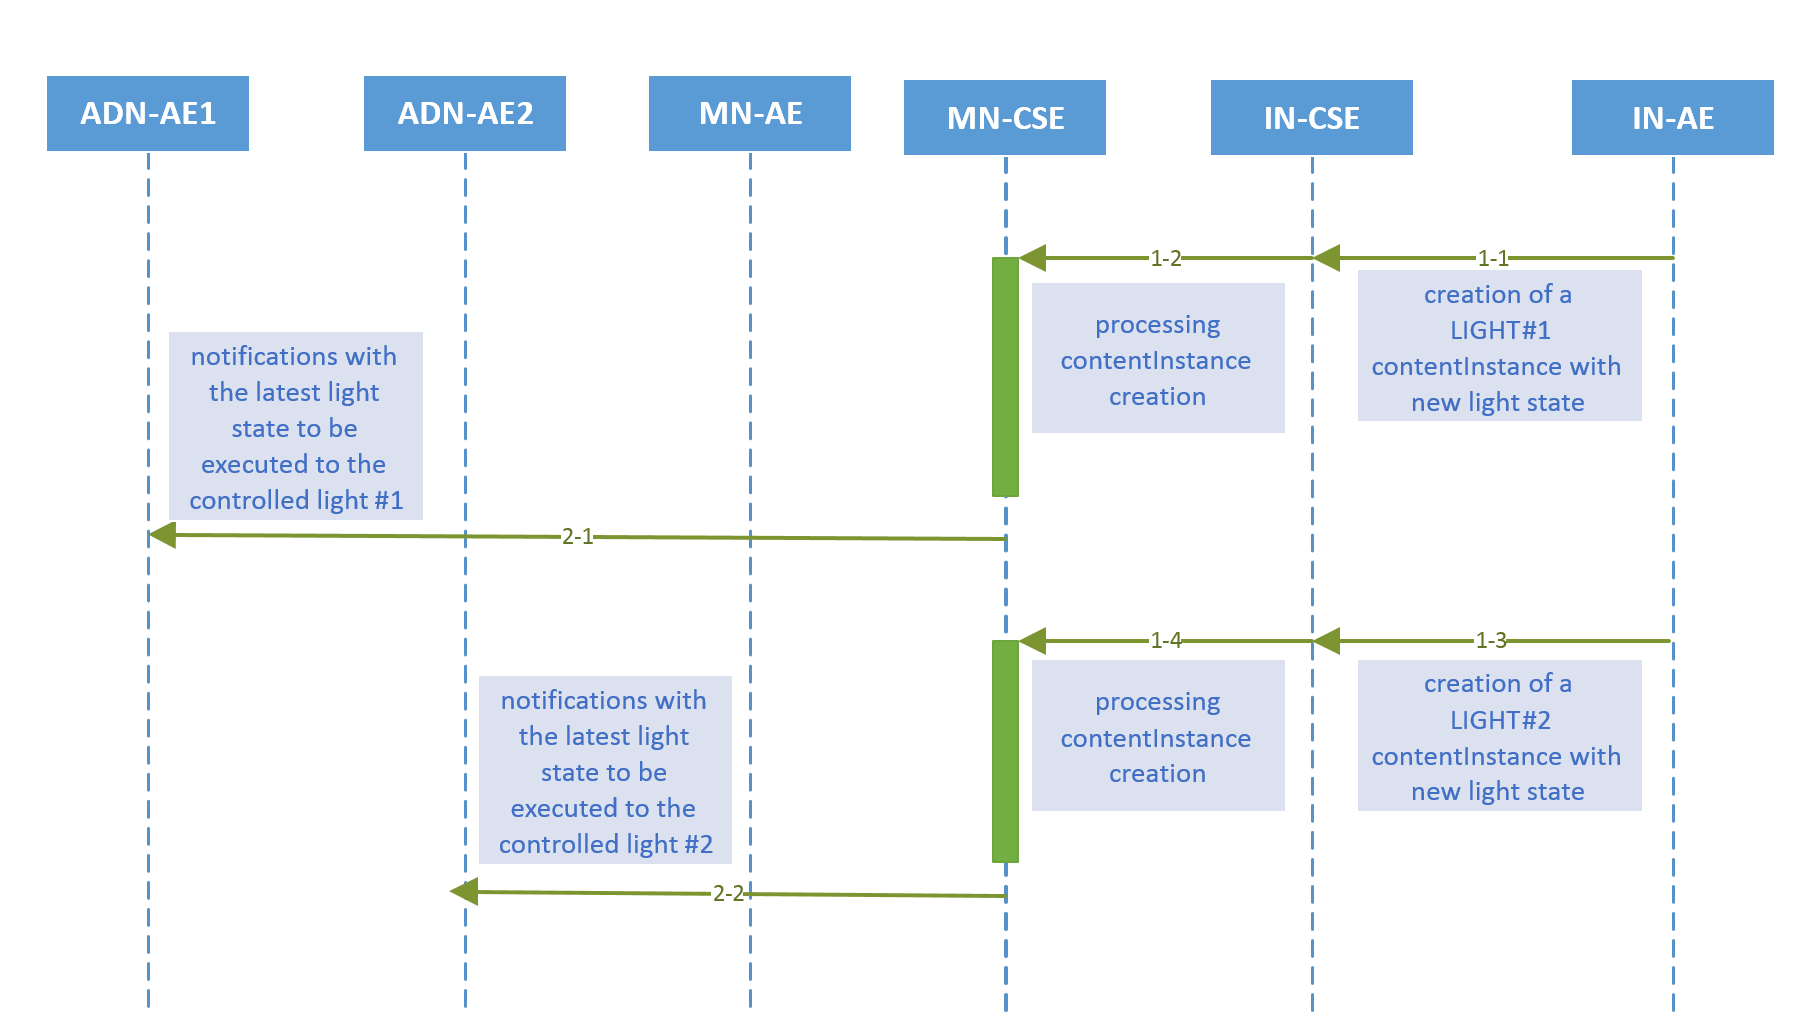 ADN-AE1
ADN-AE2
MN-AE
MN-CSE
IN-CSE
IN-AE
1-2
1-1
creation of a
LIGHT#1
contentInstance with
new light state
processing
contentInstance
creation
notifications with
the latest light
state to be
executed to the
controlled light #1
2-1
1-4
1-3
creation of a
LIGHT#2
contentInstance with
new light state
processing
contentInstance
creation
notifications with
the latest light
state to be
executed to the
controlled light #2
2-2